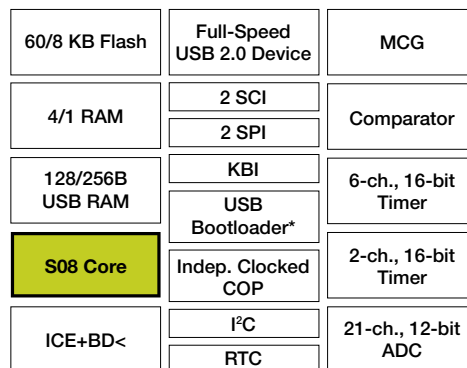 60/8 KB Flash
4/1 RAM
128/256B
USB RAM
S08 Core
ICE+BD<
Full-Speed
USB 2.0 Device
2 SCI
2 SPI
KBI
USB
Bootloader*
Indep. Clocked
COP
I²C
RTC
MCG
Comparator
6-ch., 16-bit
Timer
2-ch., 16-bit
Timer
21-ch., 12-bit
ADC